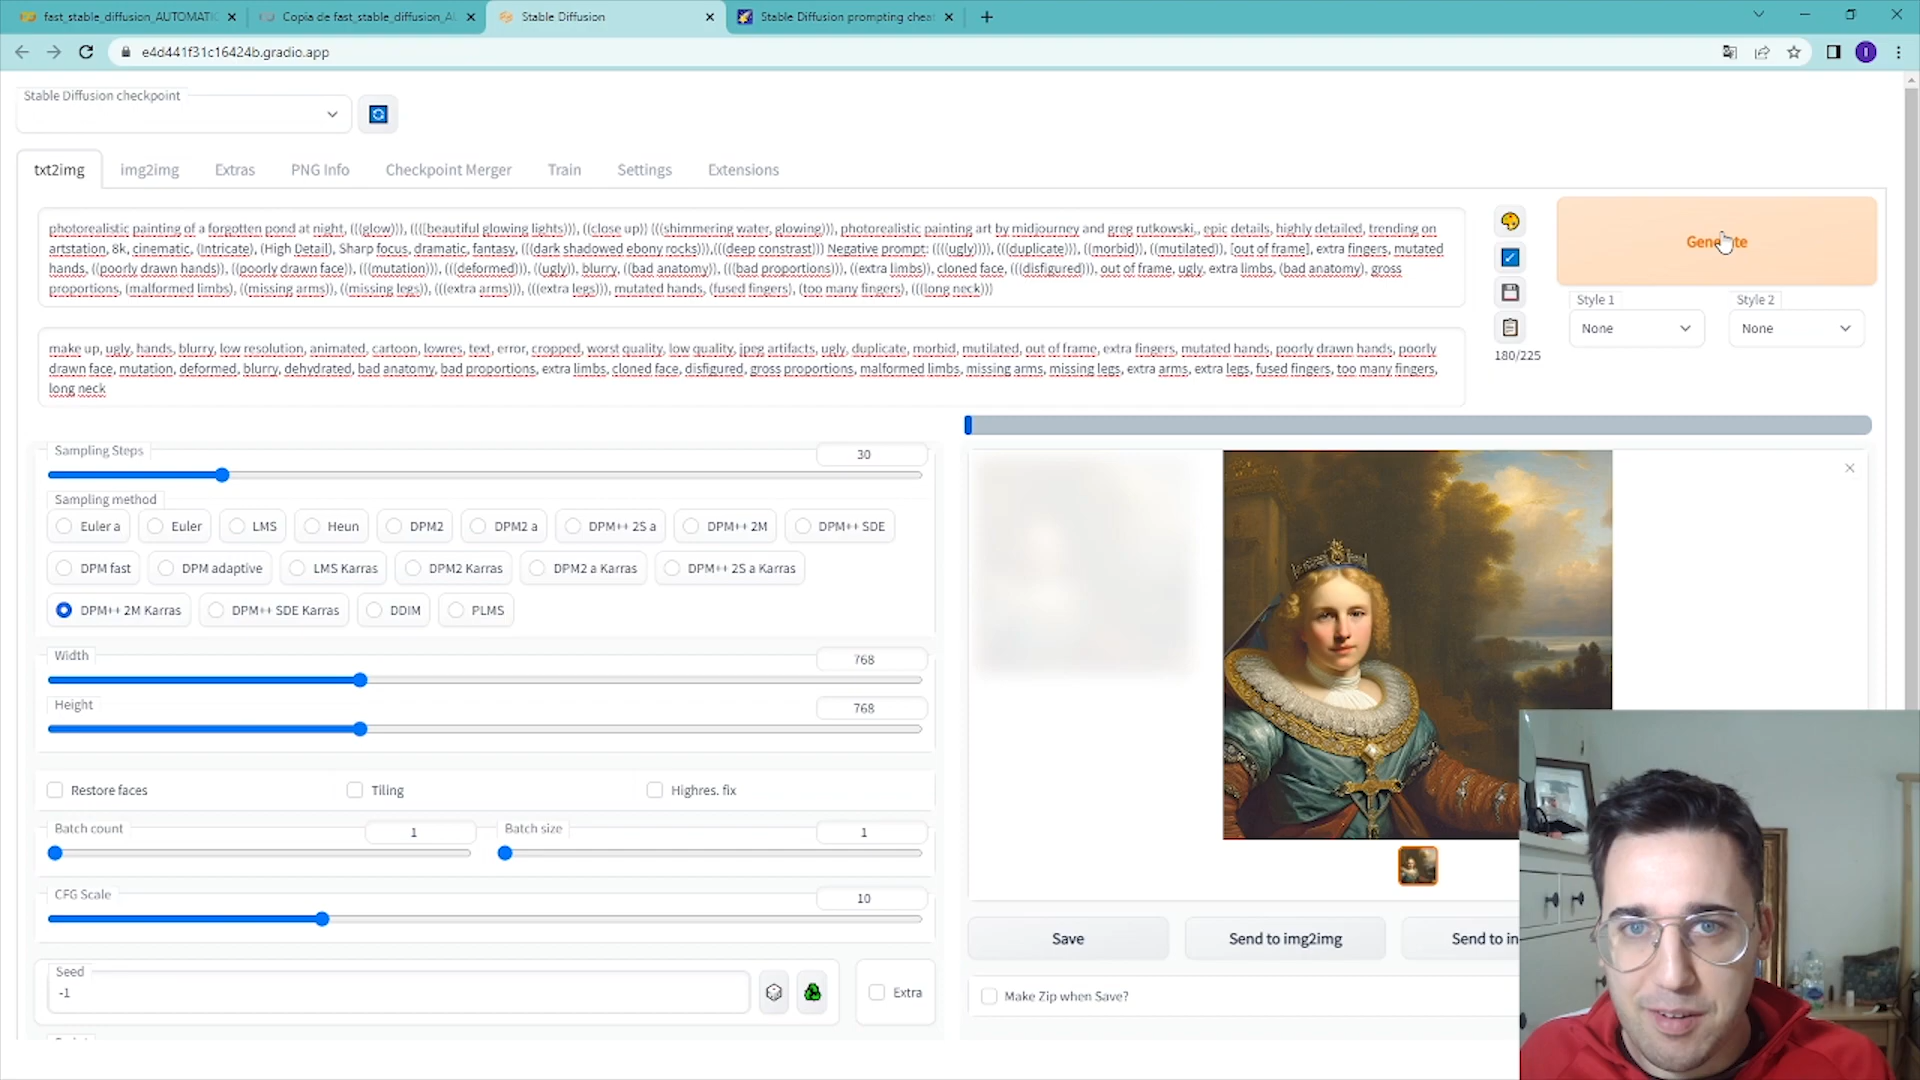 fast_stable_diffusion_AUTOMATI
Copia de fast_stable_diffusion_AU
Stable Diffusion
Stable Diffusion prompting chea
e4d441f31c16424b.gradio.app
Stable Diffusion checkpoint
txt2img
img2img
Extras
PNG Info
Checkpoint Merger
Train
Settings
Extensions
photorealistic painting of a forgotten pond at night, (((glow))), ((([beautiful glowing lights))), ((close up)) (((shimmering water, glowing))), photorealistic painting art by midjourney and greg rutkowski,, epic details, highly detailed, trending on
artstation, 8k, cinematic, (Intricate), (High Detail), Sharp focus, dramatic, fantasy, (((dark shadowed ebony rocks))),(((deep constrast))) Negative prompt: ((((ugly)))), (((duplicate))), ((morbid)), ((mutilated)), [out of frame], extra fingers, mutated
hands, ((poorly drawn hands)), ((poorly drawn face)), (((mutation))), (((deformed))), ((ugly)), blurry, ((bad anatomy)), (((bad proportions))), ((extra limbs)), cloned face, (((disfigured))), out of frame, ugly, extra limbs, (bad anatomy), gross
proportions, (malformed limbs), ((missing arms)), ((missing legs)), (((extra arms))), (((extra legs))), mutated hands, (fused fingers), (too many fingers), (((long neck)))
Generate
Style 1
Style 2
None
None
180/225
make up, ugly, hands, blurry, low resolution, animated, cartoon, lowres, text, error, cropped, worst quality, low quality, jpeg artifacts, ugly, duplicate, morbid, mutilated, out of frame, extra fingers, mutated hands, poorly drawn hands, poorly
drawn face, mutation, deformed, blurry, dehydrated, bad anatomy, bad proportions, extra limbs, cloned face, disfigured, gross proportions, malformed limbs, missing arms, missing legs, extra arms, extra legs, fused fingers, too many fingers,
long neck
Sampling Steps
30
Sampling method
Euler a
Euler
LMS
Heun
DPM2
DPM2 a
DPM++ 2S a
DPM++ 2M
DPM++ SDE
DPM fast
DPM adaptive
LMS Karras
DPM2 Karras
DPM2 a Karras
DPM++ 2S a Karras
DPM++ 2M Karras
DPM++ SDE Karras
DDIM
PLMS
Width
768
Height
768
Restore faces
Tiling
Highres. fix
Batch count
1
Batch size
1
CFG Scale
10
Seed
-1
Extra
Save
Send to img2img
Send to in
Make Zip when Save?